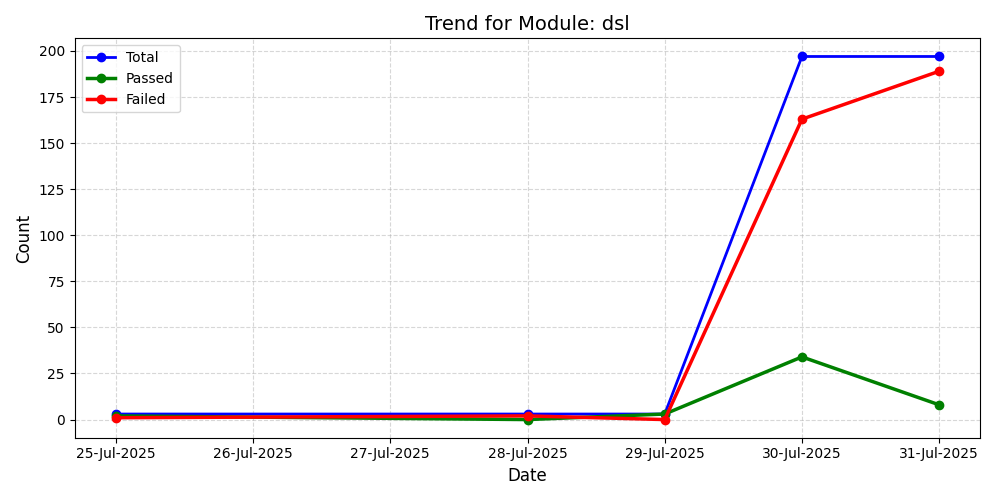 Trend for Module: dsl
Total
Passed
Failed
200
175
150
125
100
75
50
25
0
Count
25-Jul-2025 26-Jul-2025 27-Jul-2025 28-Jul-2025 29-Jul-2025 30-Jul-2025 31-Jul-2025
Date